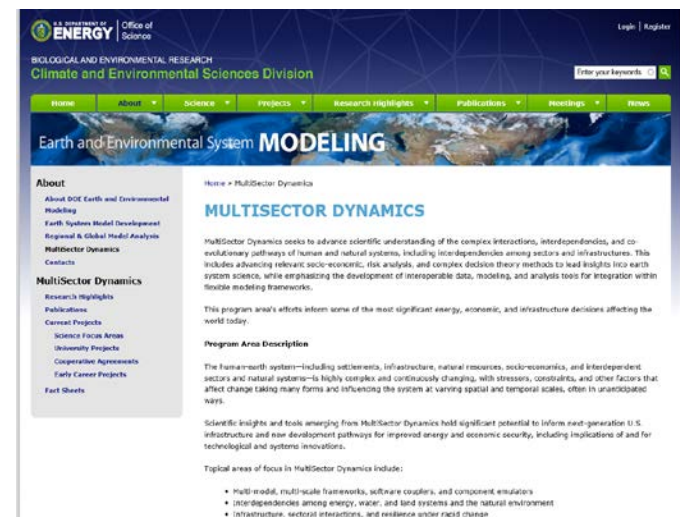 U.S. DEPARTMENT OF
ENERGY
Office of
Science
Login | Register
BIOLOGICAL AND ENVIRONMENTAL RESEARCH
Climate and Environmental Sciences Division
Enter your keywords
Home About Science Projects Research Highlights Publications Meetings News
Earth and Environmental System MODELING
About
About DOE Earth and Environmental
Modeling
Earth System Model Development
Regional & Global Model Analysis
MultiSector Dynamics
Contacts
MultiSector Dynamics
Research Highlights
Publications
Current Projects
Science Focus Areas
University Projects
Cooperative Agreements
Early Career Projects
Fact Sheets
Home » MultiSector Dynamics
MULTISECTOR DYNAMICS
MultiSector Dynamics seeks to advance scientific understanding of the complex interactions, interdependencies, and co-
evolutionary pathways of human and natural systems, including interdependencies among sectors and infrastructures. This
includes advancing relevant socio-economic, risk analysis, and complex decision theory methods to lead insights into earth
system science, while emphasizing the development of interoperable data, modeling, and analysis tools for integration within
flexible modeling frameworks.
This program area's efforts inform some of the most significant energy, economic, and infrastructure decisions affecting the
world today.
Program Area Description
The human-earth system—including settlements, infrastructure, natural resources, socio-economics, and interdependent
sectors and natural systems—is highly complex and continuously changing, with stressors, constraints, and other factors that
affect change taking many forms and influencing the system at varying spatial and temporal scales, often in unanticipated
ways.
Scientific insights and tools emerging from MultiSector Dynamics hold significant potential to inform next-generation U.S.
infrastructure and new development pathways for improved energy and economic security, including implications of and for
technological and systems innovations.
Topical areas of focus in MultiSector Dynamics include:
• Multi-model, multi-scale frameworks, software couplers, and component emulators
• Interdependencies among energy, water, and land systems and the natural environment
• Infrastructure, sectoral interactions, and resilience under rapid change